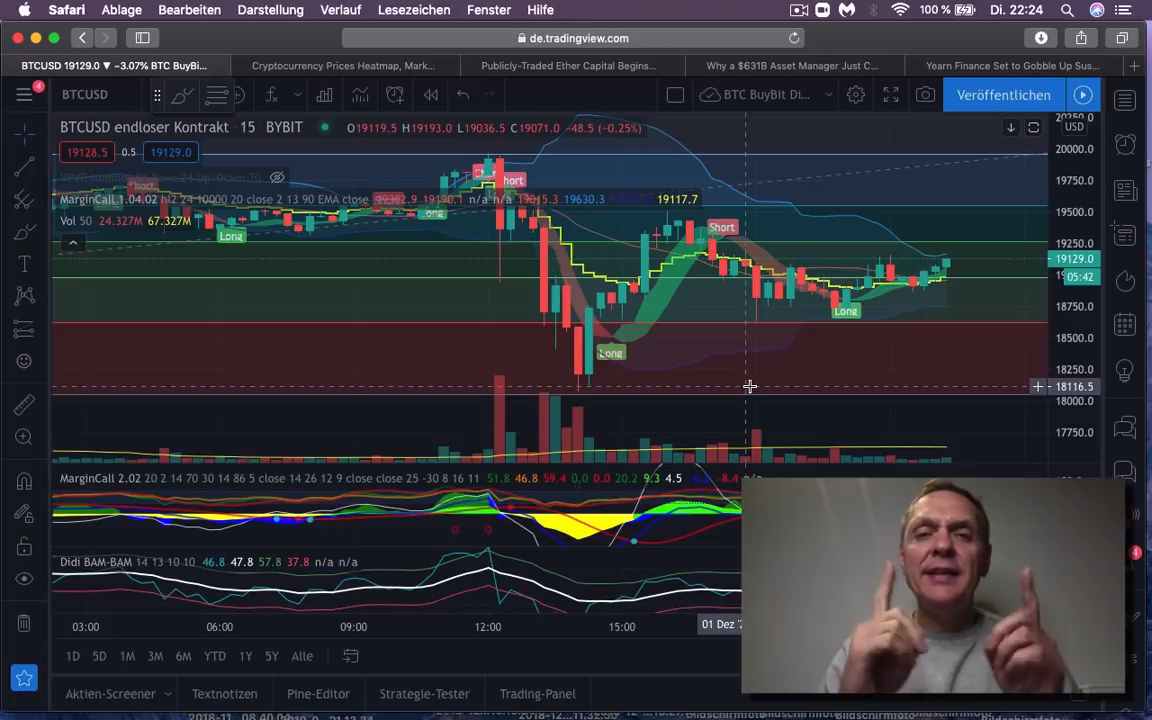 Safari Ablage Bearbeiten Darstellung Verlauf Lesezeichen Fenster Hilfe 100 % Di. 22:24
de.tradingview.com
BTCUSD 19129.0 ▼ −3.07% BTC BuyBi... Cryptocurrency Prices Heatmap, Mark... Publicly-Traded Ether Capital Begins... Why a $631B Asset Manager Just C... Yearn Finance Set to Gobble Up Sus...
4 BTCUSD BTC BuyBit Di... Veröffentlichen
BTCUSD endloser Kontrakt · 15 BYBIT O19119.5 H19193.0 L19036.5 C19071.0 −48.5 (−0.25%)
USD
20250.0
20000.0
19750.0
19500.0
19250.0
19129.0
05:42
18750.0
18500.0
18250.0
18116.5
18000.0
17750.0
19128.5 0.5 19129.0
MarginCall 1.04.02 hl2 24 10000 20 close 2 13 90 EMA close n/a n/a 19630.3 19117.7
Vol 50 24.327M 67.327M
Short
Long
Long
Short
Long
Short
Long
MarginCall 2.02 20 2 14 70 30 14 86 5 close 14 26 12 9 close close 25 -30 8 16 11 51.8 46.8 59.4 0.0 0.0 20.2 9.3 4.5 -8.4 n/a
Didi BAM-BAM 14 13 10 10 46.8 47.8 57.8 37.8 n/a n/a
03:00 06:00 09:00 12:00 15:00 01 Dez
1D 5D 1M 3M 6M YTD 1Y 5Y Alle
4
Aktien-Screener Textnotizen Pine-Editor Strategie-Tester Trading-Panel